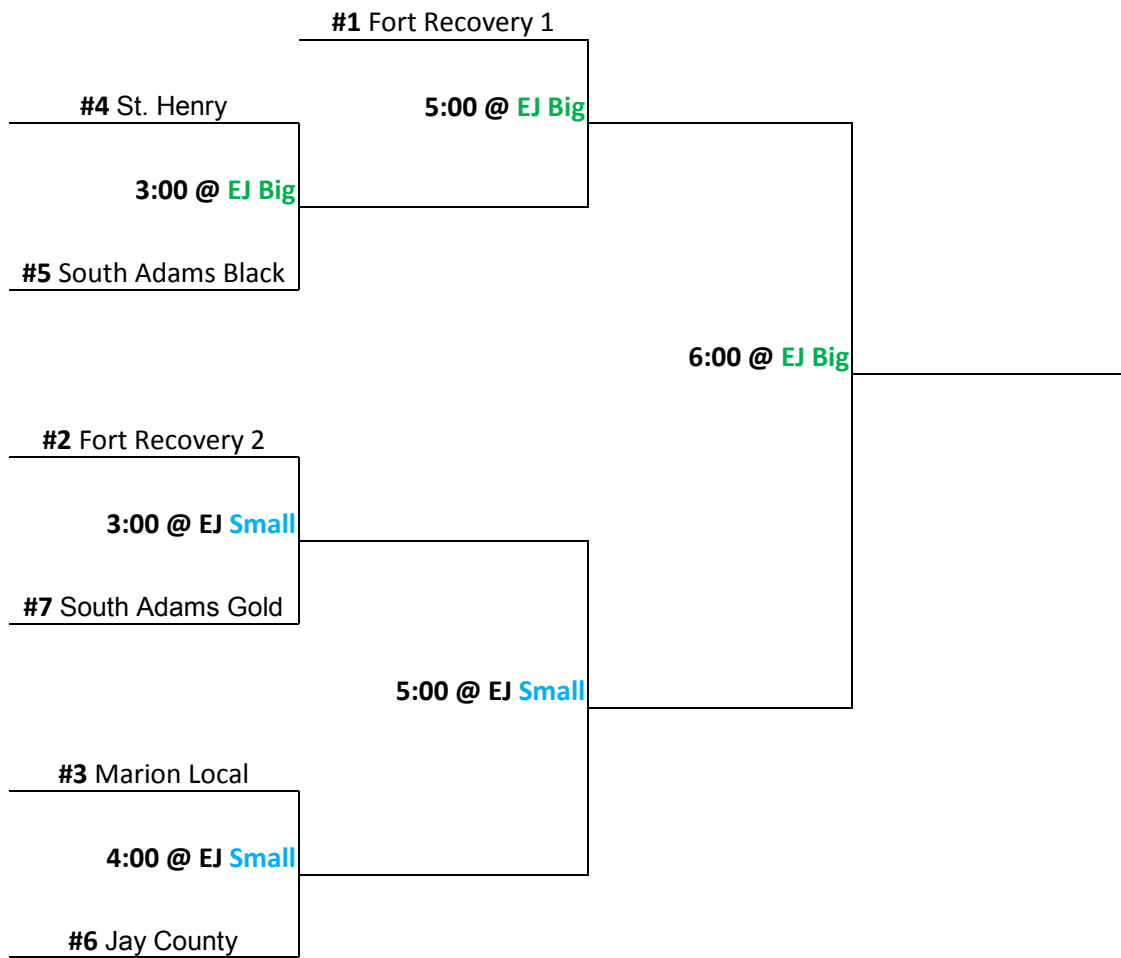 #1 Fort Recovery 1
#4 St. Henry
5:00 @ EJ Big
3:00 @ EJ Big
#5 South Adams Black
6:00 @ EJ Big
#2 Fort Recovery 2
3:00 @ EJ Small
#7 South Adams Gold
5:00 @ EJ Small
#3 Marion Local
4:00 @ EJ Small
#6 Jay County